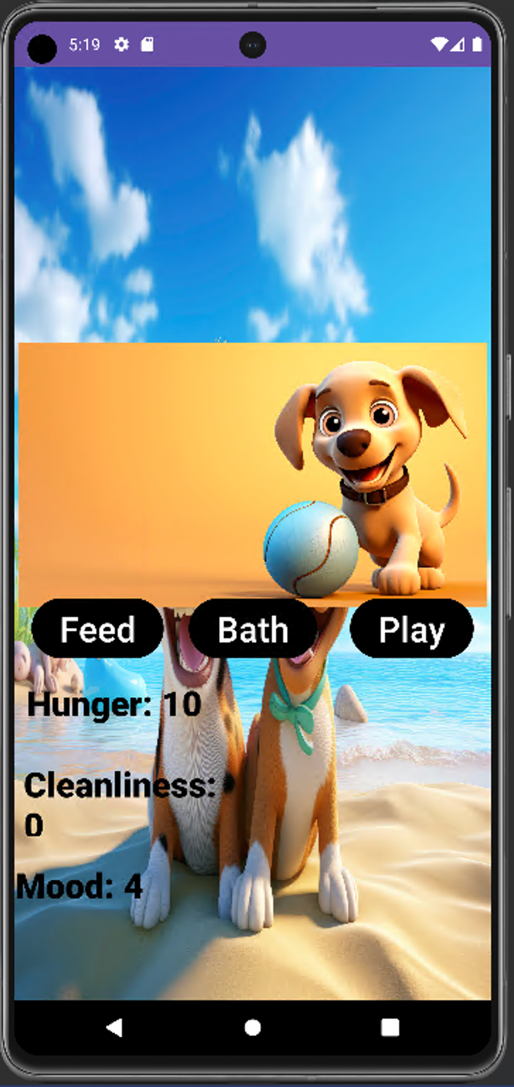 5:19
Feed Bath Play
Hunger: 10
Cleanliness:
0
Mood: 4